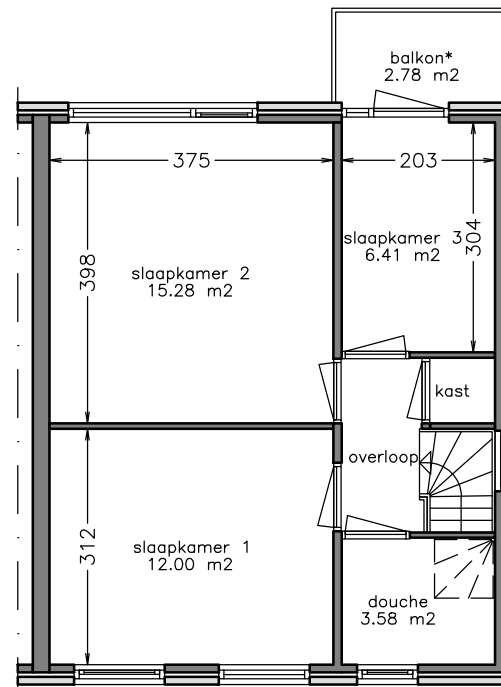 balkon*
2.78 m2
375
203
398
304
slaapkamer 3
6.41 m2
slaapkamer 2
15.28 m2
kast
overloop
312
slaapkamer 1
12.00 m2
douche
3.58 m2